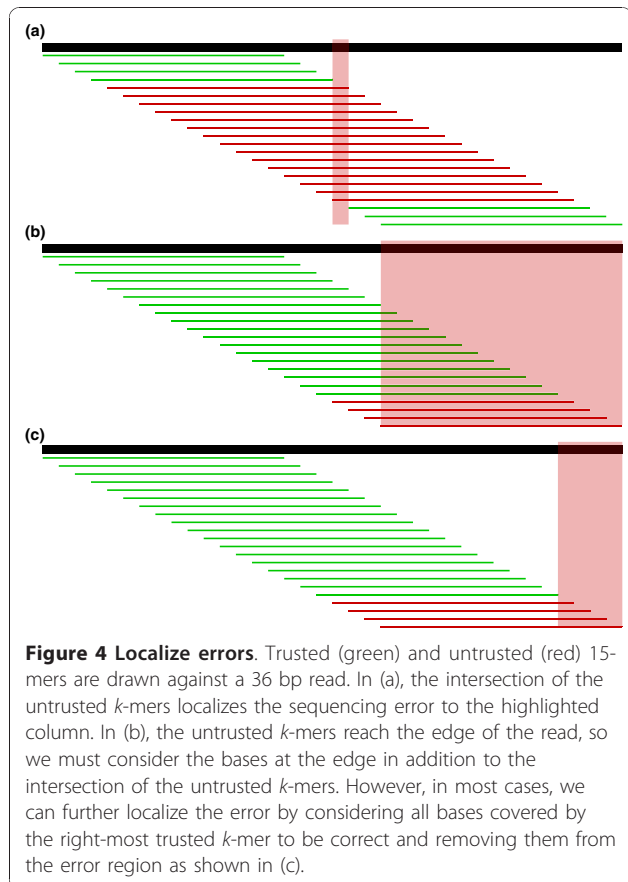 (a)
(b)
(c)
Figure 4 Localize errors. Trusted (green) and untrusted (red) 15-
mers are drawn against a 36 bp read. In (a), the intersection of the
untrusted k-mers localizes the sequencing error to the highlighted
column. In (b), the untrusted k-mers reach the edge of the read, so
we must consider the bases at the edge in addition to the
intersection of the untrusted k-mers. However, in most cases, we
can further localize the error by considering all bases covered by
the right-most trusted k-mer to be correct and removing them from
the error region as shown in (c).